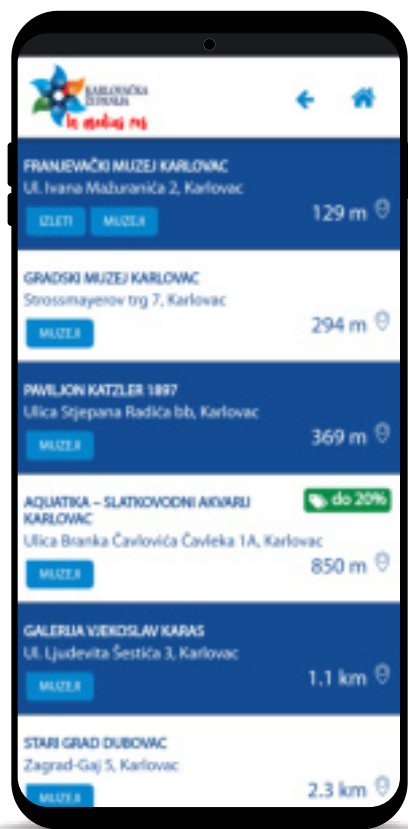 KARLOVAČKA
ŽUPANIJA
In medias res
FRANJEVAČKI MUZEJ KARLOVAC
Ul. Ivana Mažuranića 2, Karlovac
IZLETI MUZEJI
129 m
GRADSKI MUZEJ KARLOVAC
Strossmayerov trg 7, Karlovac
MUZEJI
294 m
PAVILJON KATZLER 1897
Ulica Stjepana Radića bb, Karlovac
MUZEJI
369 m
AQUATIKA – SLATKOVODNI AKVARIJ
KARLOVAC
do 20%
Ulica Branka Čavlovića Čavleka 1A, Karlovac
MUZEJI
850 m
GALERIJA VJEKOSLAV KARAS
Ul. Ljudevita Šestića 3, Karlovac
MUZEJI
1.1 km
STARI GRAD DUBOVAC
Zagrad-Gaj 5, Karlovac
MUZEJI
2.3 km